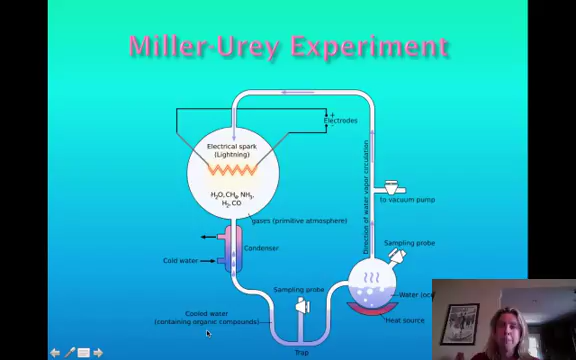 Miller-Urey Experiment
+
Electrodes
-
Electrical spark
(Lightning)
H₂O, CH₄, NH₃,
H₂, CO
gases (primitive atmosphere)
Direction of water vapor circulation
to vacuum pump
Sampling probe
Condenser
Cold water
Sampling probe
Water (oc
Cooled water
(containing organic compounds)
Heat source
Trap